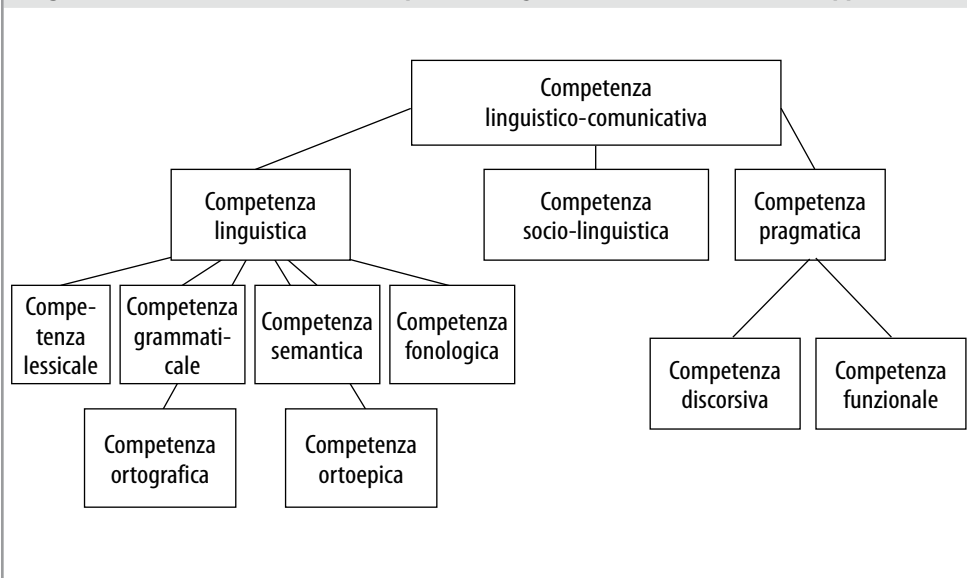 Competenza
linguistico-comunicativa
Competenza
linguistica
Competenza
socio-linguistica
Competenza
pragmatica
Compe-
tenza
lessicale
Competenza
grammati-
cale
Competenza
semantica
Competenza
fonologica
Competenza
discorsiva
Competenza
funzionale
Competenza
ortografica
Competenza
ortoepica